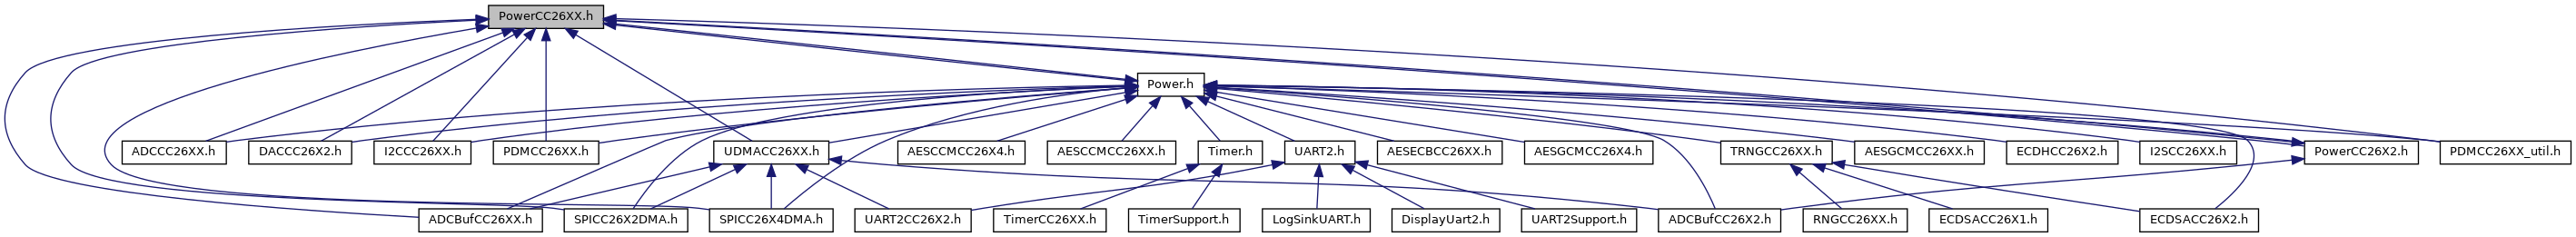 PowerCC26XX.h
Power.h
ADCCC26XX.h
DACCC26X2.h
I2CCC26XX.h
PDMCC26XX.h
UDMACC26XX.h
AESCCMCC26X4.h
AESCCMCC26XX.h
Timer.h
UART2.h
AESECBCC26XX.h
AESGCMCC26X4.h
TRNGCC26XX.h
AESGCMCC26XX.h
ECDHCC26X2.h
I2SCC26XX.h
PowerCC26X2.h
PDMCC26XX_util.h
ADCBufCC26XX.h
SPICC26X2DMA.h
SPICC26X4DMA.h
UART2CC26X2.h
TimerCC26XX.h
TimerSupport.h
LogSinkUART.h
DisplayUart2.h
UART2Support.h
ADCBufCC26X2.h
RNGCC26XX.h
ECDSACC26X1.h
ECDSACC26X2.h